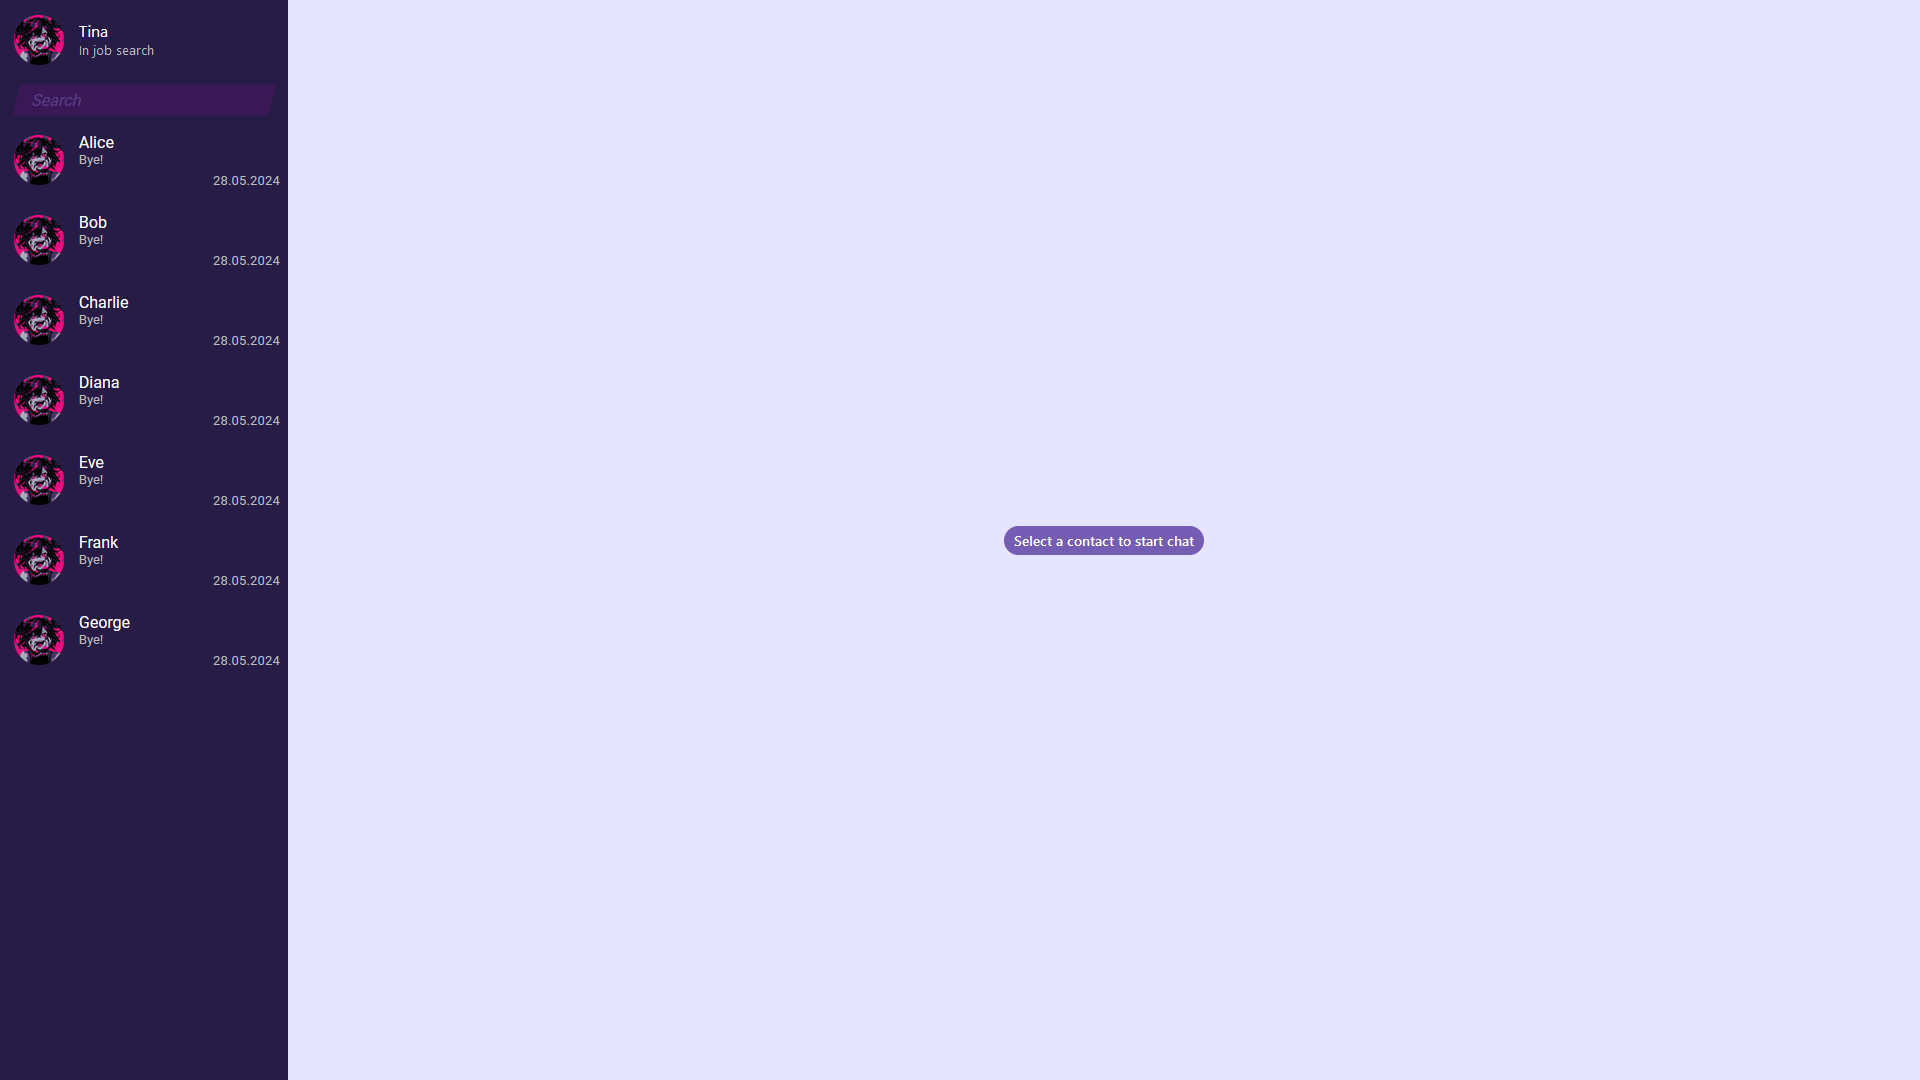 Tina
In job search
Search
Alice
Bye!
28.05.2024
Bob
Bye!
28.05.2024
Charlie
Bye!
28.05.2024
Diana
Bye!
28.05.2024
Eve
Bye!
28.05.2024
Frank
Bye!
28.05.2024
George
Bye!
28.05.2024
Select a contact to start chat